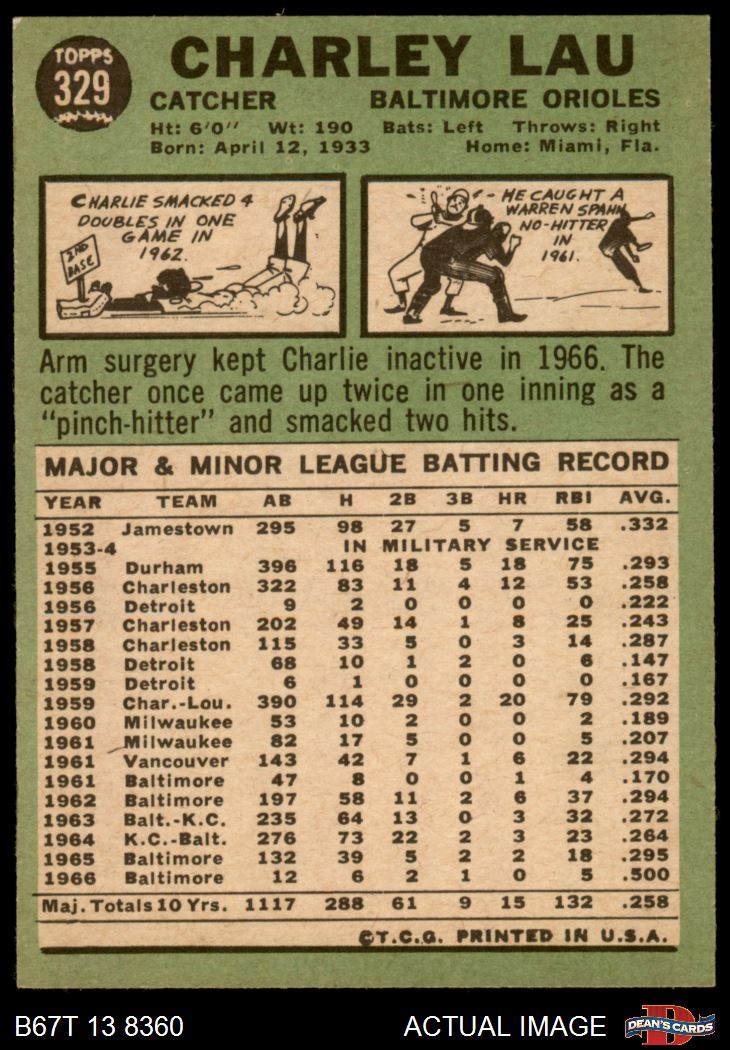 TOPPS
329
CHARLEY LAU
CATCHER BALTIMORE ORIOLES
Ht: 6'0" Wt: 190 Bats: Left Throws: Right
Born: April 12, 1933 Home: Miami, Fla.
CHARLIE SMACKED 4
DOUBLES IN ONE
GAME IN
1962.
2ND
BASE
HE CAUGHT A
WARREN SPAHN
NO-HITTER
IN
1961.
Arm surgery kept Charlie inactive in 1966. The
catcher once came up twice in one inning as a
"pinch-hitter" and smacked two hits.
MAJOR & MINOR LEAGUE BATTING RECORD
YEAR TEAM AB H 2B 3B HR RBI AVG.
1952 Jamestown 295 98 27 5 7 58 .332
1953-4 IN MILITARY SERVICE
1955 Durham 396 116 18 5 18 75 .293
1956 Charleston 322 83 11 4 12 53 .258
1956 Detroit 9 2 0 0 0 0 .222
1957 Charleston 202 49 14 1 8 25 .243
1958 Charleston 115 33 5 0 3 14 .287
1958 Detroit 68 10 1 2 0 6 .147
1959 Detroit 6 1 0 0 0 0 .167
1959 Char.-Lou. 390 114 29 2 20 79 .292
1960 Milwaukee 53 10 2 0 0 2 .189
1961 Milwaukee 82 17 5 0 0 5 .207
1961 Vancouver 143 42 7 1 6 22 .294
1961 Baltimore 47 8 0 0 1 4 .170
1962 Baltimore 197 58 11 2 6 37 .294
1963 Balt.-K.C. 235 64 13 0 3 32 .272
1964 K.C.-Balt. 276 73 22 2 3 23 .264
1965 Baltimore 132 39 5 2 2 18 .295
1966 Baltimore 12 6 2 1 0 5 .500
Maj. Totals 10 Yrs. 1117 288 61 9 15 132 .258
©T.C.G. PRINTED IN U.S.A.
B67T 13 8360 ACTUAL IMAGE
D
DEAN'S CARDS